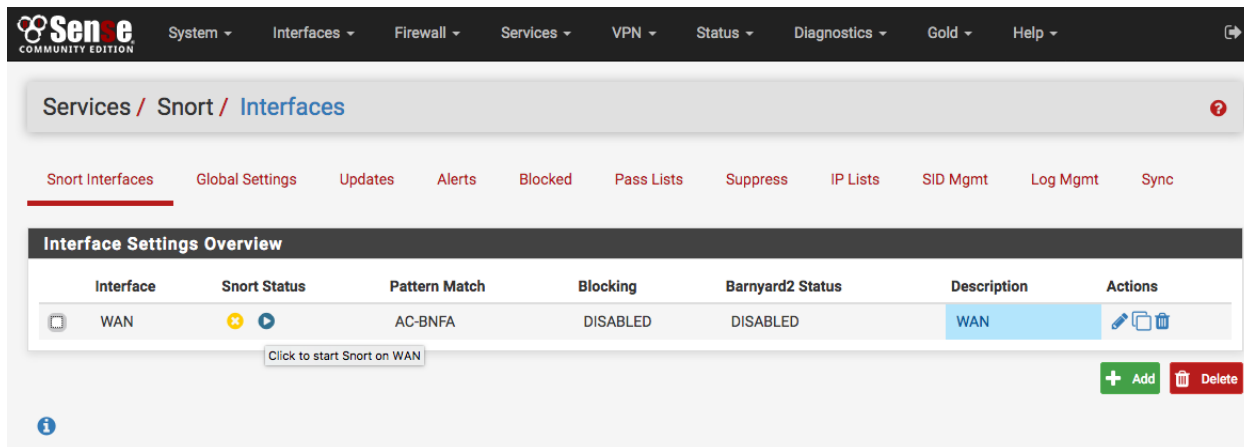 Sense
COMMUNITY EDITION
System Interfaces Firewall Services VPN Status Diagnostics Gold Help
Services / Snort / Interfaces
Snort Interfaces Global Settings Updates Alerts Blocked Pass Lists Suppress IP Lists SID Mgmt Log Mgmt Sync
Interface Settings Overview
Interface Snort Status Pattern Match Blocking Barnyard2 Status Description Actions
WAN AC-BNFA DISABLED DISABLED WAN
Click to start Snort on WAN
Add Delete